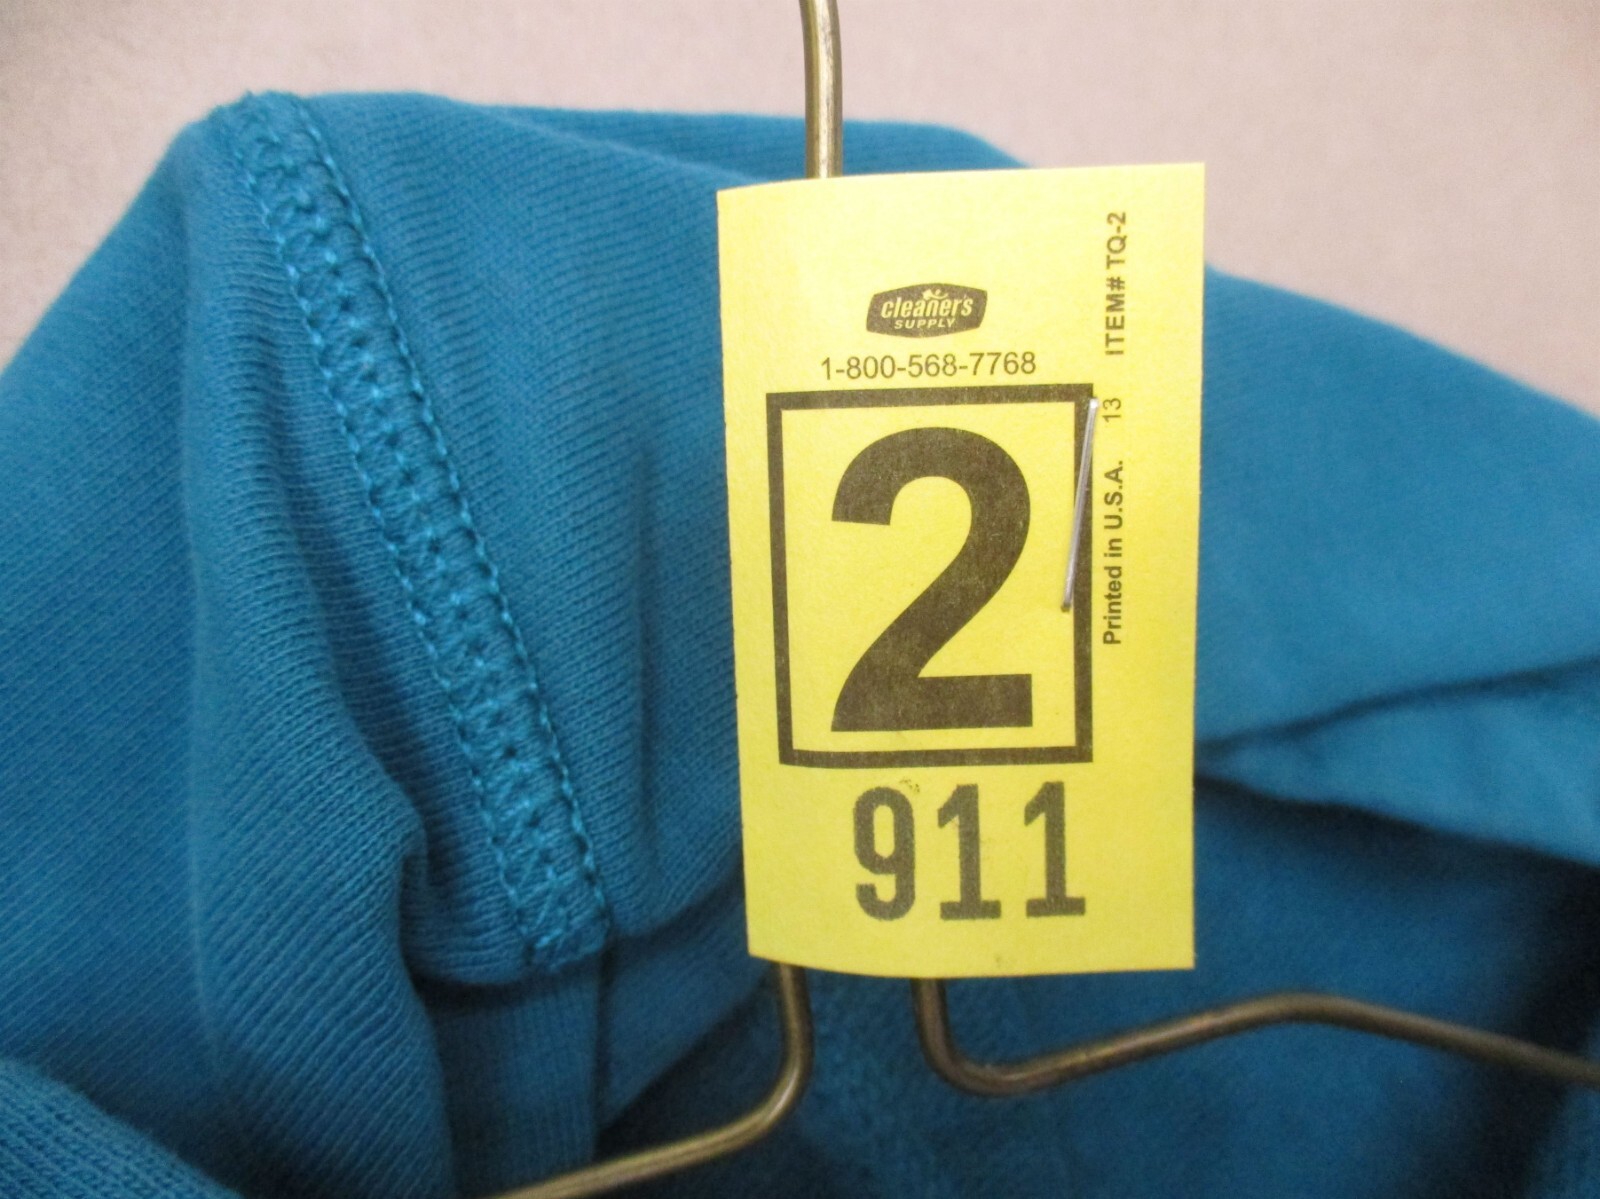 cleaner's
SUPPLY
1-800-568-7768
2
911
Printed in U.S.A. 13 ITEM# TQ-2